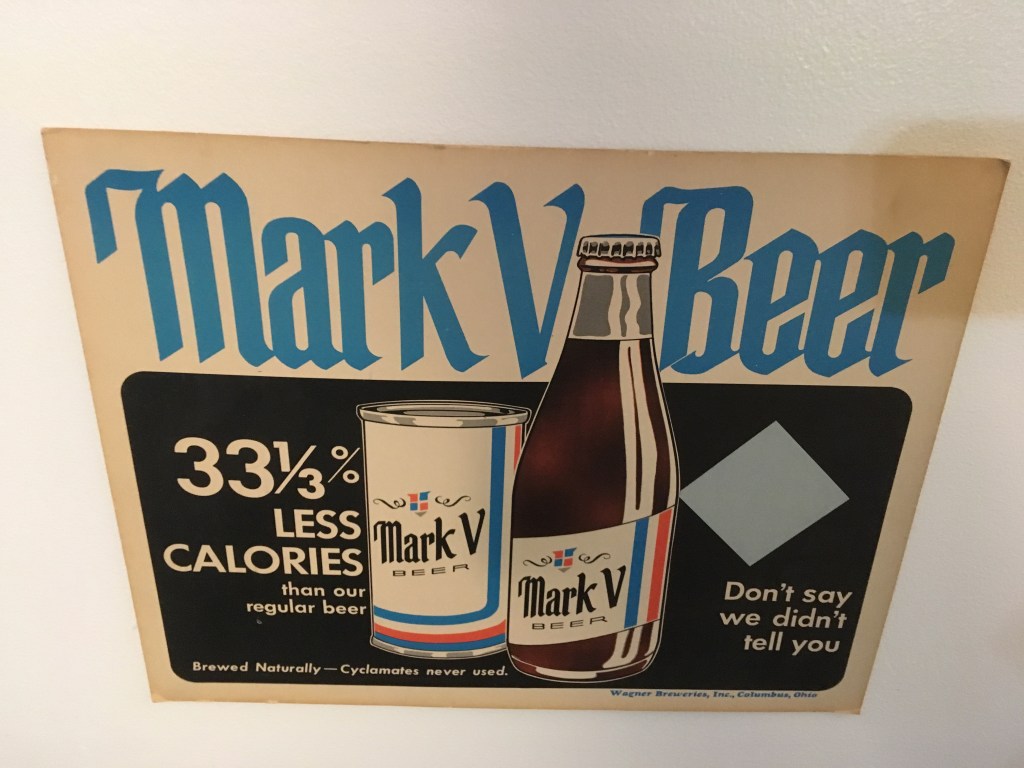 Mark V Beer
33⅓%
LESS
CALORIES
than our
regular beer
Mark V
BEER
Mark V
BEER
Don't say
we didn't
tell you
Brewed Naturally—Cyclamates never used.
Wagner Breweries, Inc., Columbus, Ohio